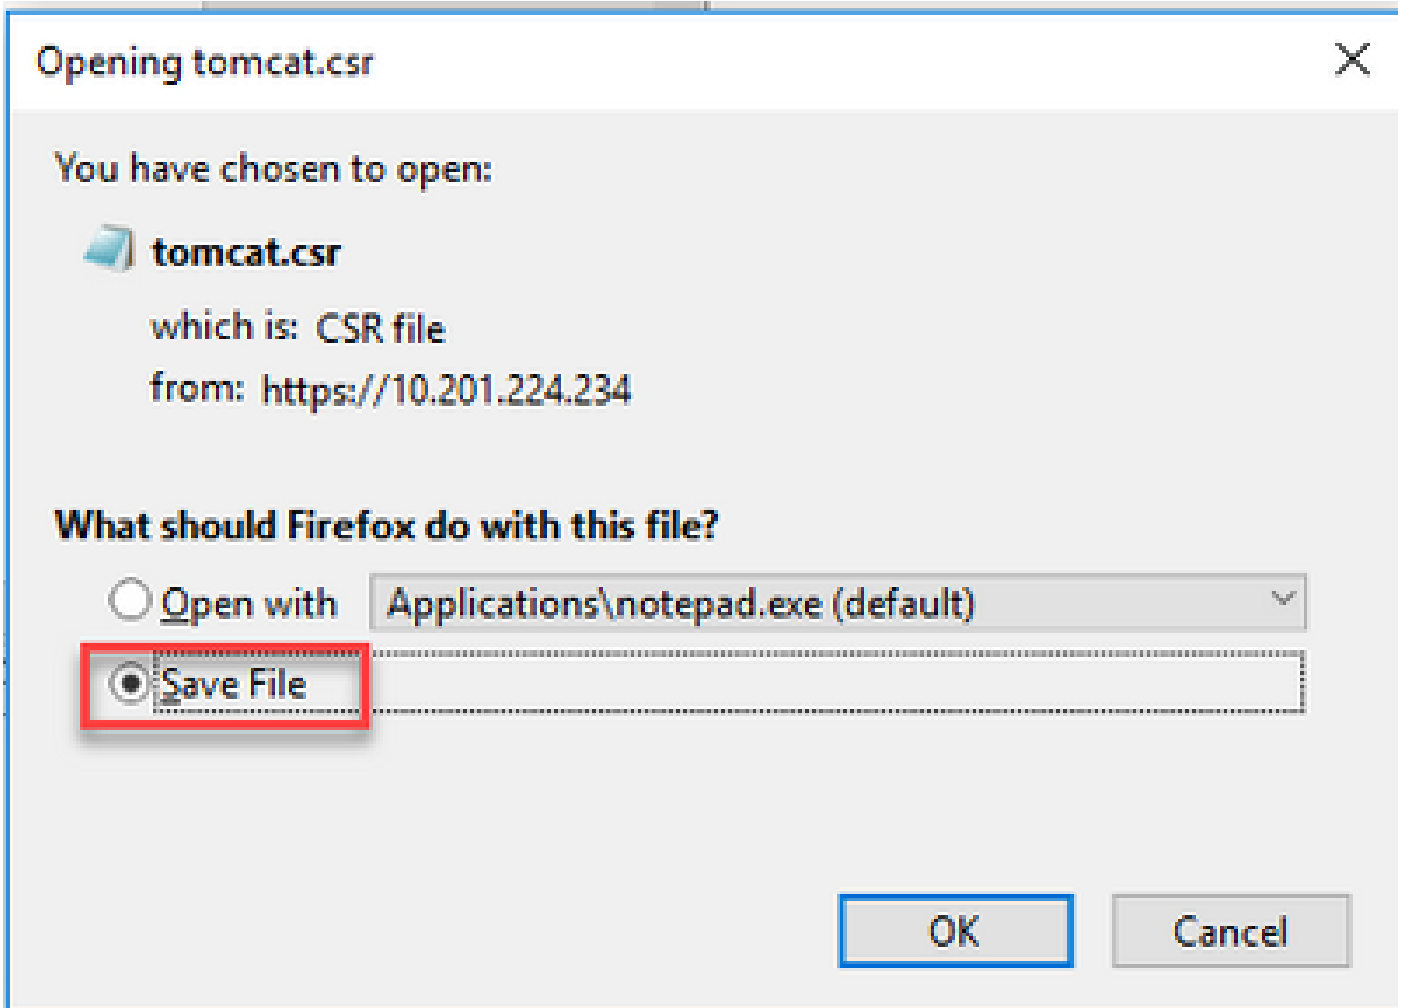 Opening tomcat.csr
You have chosen to open:
tomcat.csr
which is: CSR file
from: https://10.201.224.234
What should Firefox do with this file?
Open with Applications\notepad.exe (default)
Save File
OK Cancel